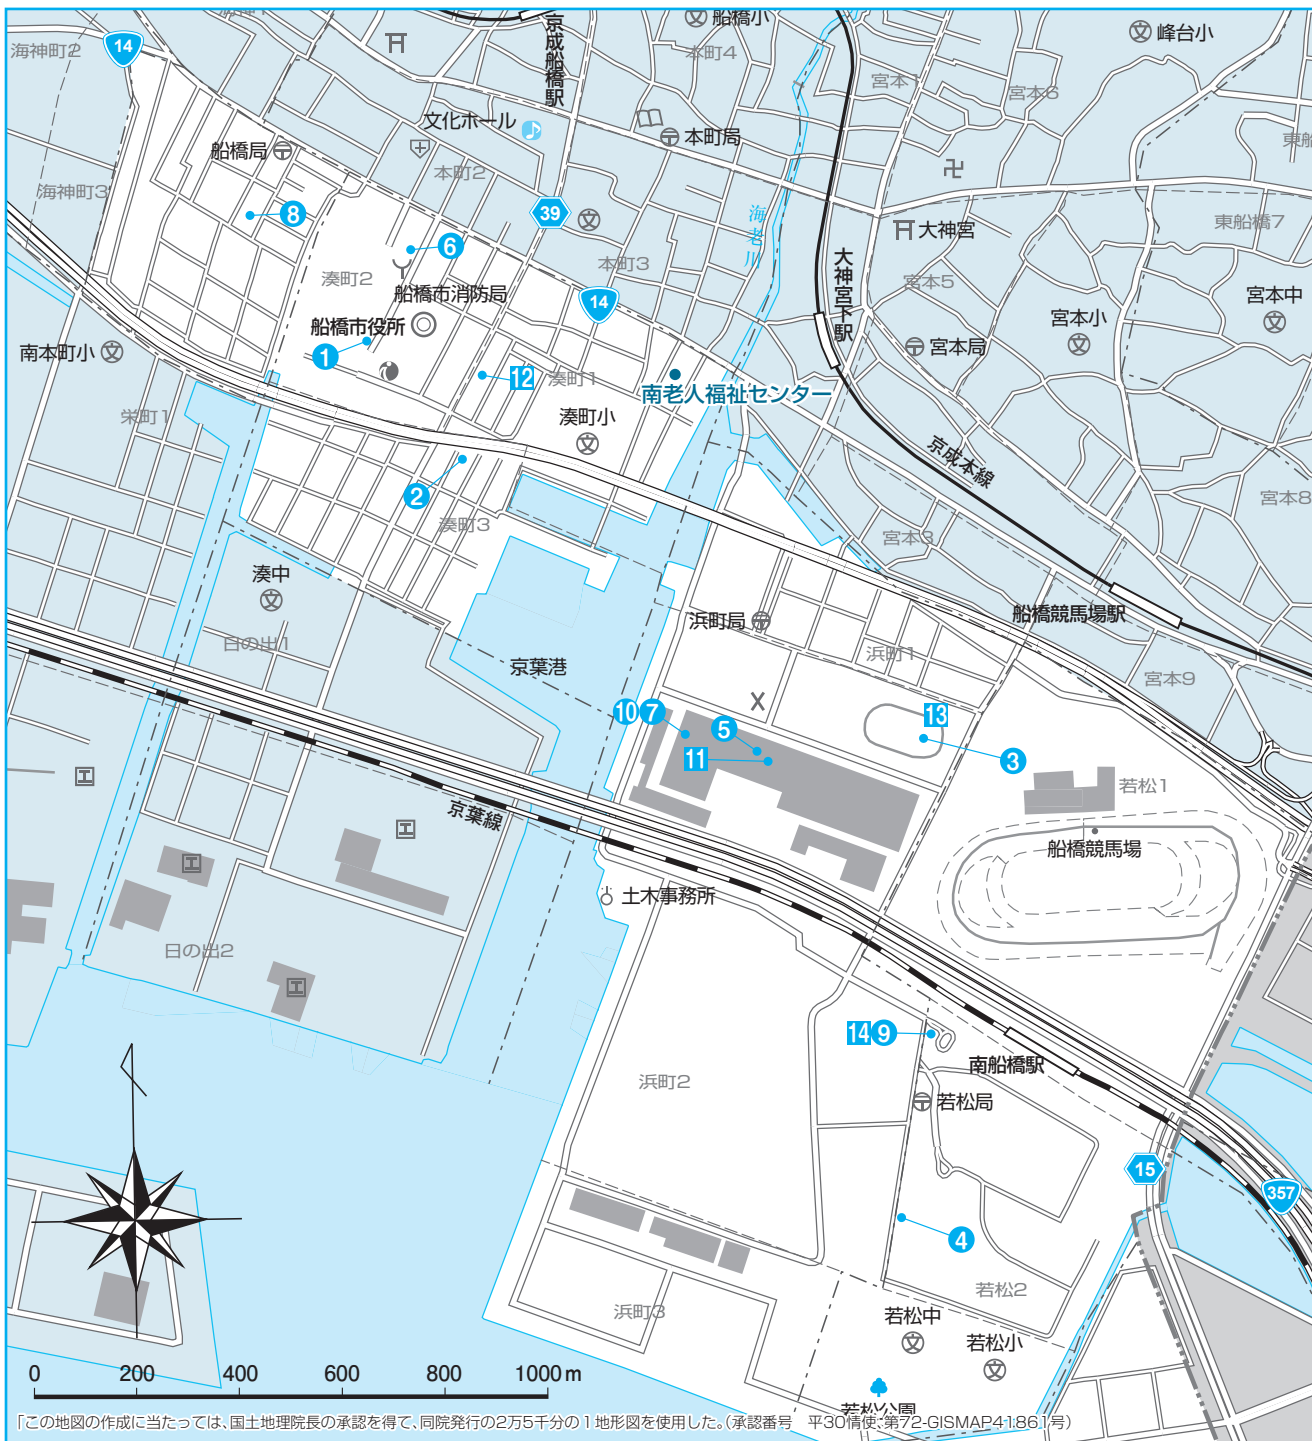 船橋小
峰台小
14
海神町2
京成船橋駅
本町4
宮本1
宮本6
文化ホール
本町局
船橋局
本町2
海神町3
8
39
海老川
大神宮
東船橋7
6
湊町2
本町3
大神宮下駅
宮本5
船橋市消防局
14
宮本中
船橋市役所
宮本小
南本町小
1
宮本局
12
湊町1
南老人福祉センター
栄町1
湊町小
京成本線
2
湊町3
宮本3
宮本8
湊中
船橋競馬場駅
浜町局
日の出1
浜町1
京葉港
宮本9
10
7
13
5
11
3
若松1
京葉線
船橋競馬場
土木事務所
日の出2
14
9
南船橋駅
浜町2
若松局
15
357
4
若松2
浜町3
若松中
若松小
0 200 400 600 800 1000m
若松公園
「この地図の作成に当たっては、国土地理院長の承認を得て、同院発行の2万5千分の1地形図を使用した。（承認番号　平30情使、第72-GISMAP41861号）